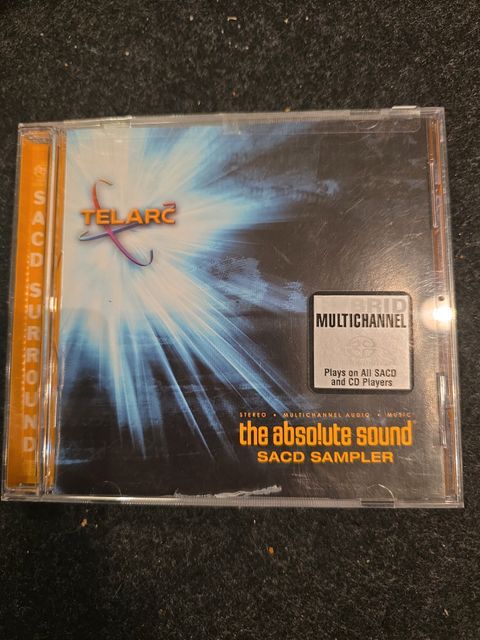 SACD SURROUND
TELARC
BRID
MULTICHANNEL
Plays on All SACD
and CD Players
STEREO • MULTICHANNEL AUDIO • MUSIC
the absolute sound
SACD SAMPLER